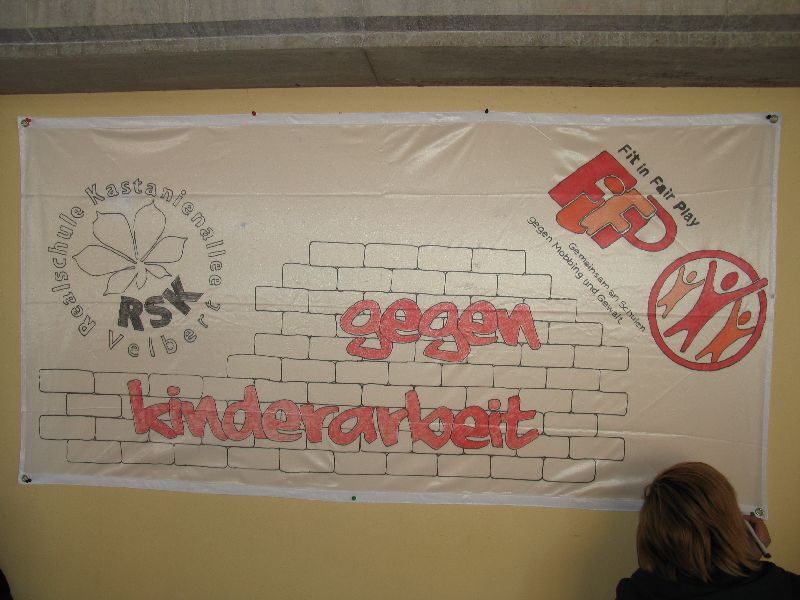 Realschule Kastanienallee
RSK
Velbert
Fit in Fair Play
FiFP
Gemeinsam an Schulen
gegen Mobbing und Gewalt
gegen
kinderarbeit